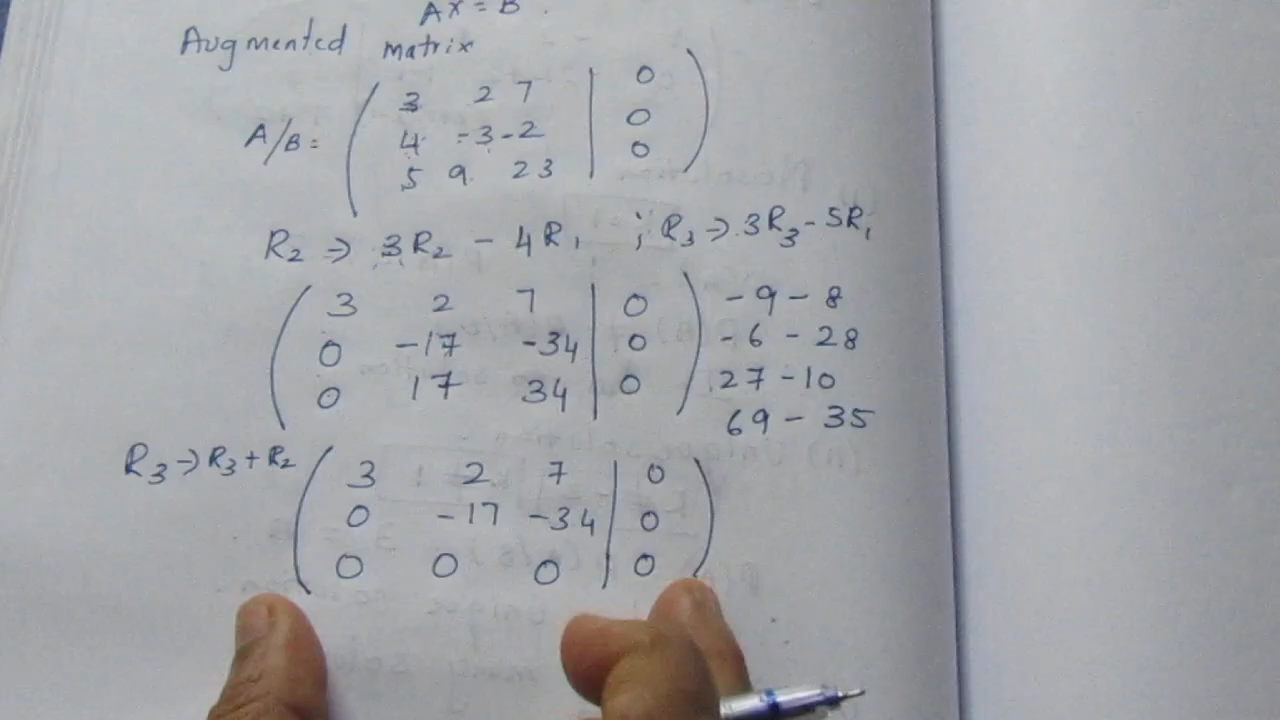 AX = B.
Augmented matrix
A/B = ( 3 2 7 | 0 )
4 -3 -2 | 0
5 9 23 | 0
R2 → 3R2 - 4R1 ; R3 → 3R3 - 5R1
( 3 2 7 | 0 ) -9 - 8
0 -17 -34 | 0 -6 - 28
0 17 34 | 0 27 - 10
69 - 35
R3 → R3 + R2 ( 3 2 7 | 0 )
0 -17 -34 | 0
0 0 0 | 0